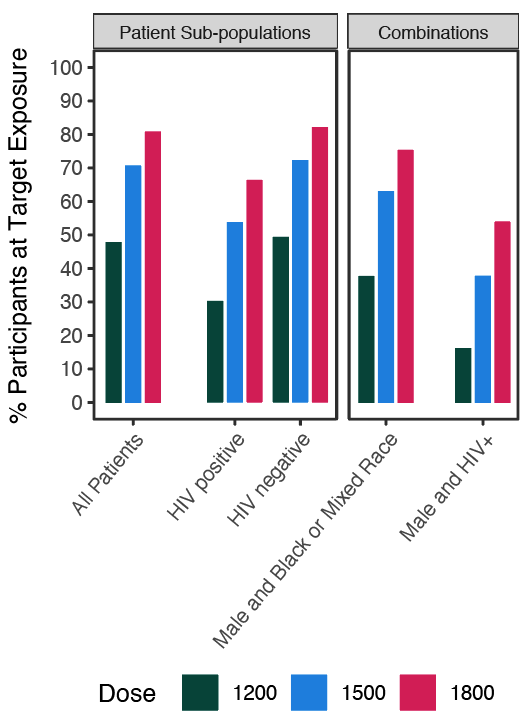 Patient Sub-populations
Combinations
% Participants at Target Exposure
100
90
80
70
60
50
40
30
20
10
0
All Patients
HIV positive
HIV negative
Male and Black or Mixed Race
Male and HIV+
Dose 1200 1500 1800